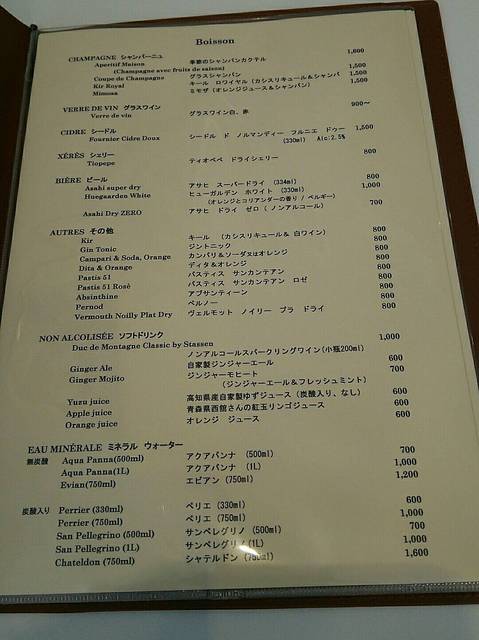 Boisson
CHAMPAGNE シャンパーニュ
Aperitif Maison 季節のシャンパンカクテル 1,600
(Champagne avec fruits de saison)
Coupe de Champagne グラスシャンパン 1,500
Kir Royal キール ロワイヤル (カシスリキュール＆シャンパ 1,500
Mimosa ミモザ (オレンジジュース＆シャンパン) 1,500
VERRE DE VIN グラスワイン
Verre de vin グラスワイン白、赤 900〜
CIDRE シードル
Fournier Cidre Doux シードル ド ノルマンディー フルニエ ドゥー 1,500
(330ml) Alc:2.5%
XÉRÈS シェリー
Tiopepe ティオペペ ドライシェリー 800
BIÈRE ビール
Asahi super dry アサヒ スーパードライ (334ml) 800
Huegaarden White ヒューガルデン ホワイト (330ml) 1,000
(オレンジとコリアンダーの香り / ベルギー)
Asahi Dry ZERO アサヒ ドライ ゼロ (ノンアルコール) 700
AUTRES その他
Kir キール (カシスリキュール＆ 白ワイン) 800
Gin Tonic ジントニック 800
Campari & Soda, Orange カンパリ＆ソーダ又はオレンジ 800
Dita & Orange ディタ＆オレンジ 800
Pastis 51 パスティス サンカンテアン 800
Pastis 51 Rosè パスティス サンカンテアン ロゼ 800
Absinthine アブサンティーン 800
Pernod ペルノー 800
Vermouth Noilly Plat Dry ヴェルモット ノイリー プラ ドライ 800
NON ALCOLISÉE ソフトドリンク
Duc de Montagne Classic by Stassen 1,000
ノンアルコールスパークリングワイン(小瓶200ml)
Ginger Ale 自家製ジンジャーエール 600
Ginger Mojito ジンジャーモヒート 700
(ジンジャーエール＆フレッシュミント)
Yuzu juice 高知県産自家製ゆずジュース (炭酸入り、なし) 600
Apple juice 青森県西館さんの紅玉リンゴジュース 600
Orange juice オレンジ ジュース 600
EAU MINÉRALE ミネラル ウォーター
無炭酸 Aqua Panna(500ml) アクアパンナ (500ml) 700
Aqua Panna(1L) アクアパンナ (1L) 1,000
Evian(750ml) エビアン (750ml) 1,200
炭酸入り Perrier (330ml) ペリエ (330ml) 600
Perrier (750ml) ペリエ (750ml) 1,000
San Pellegrino (500ml) サンペレグリノ (500ml) 700
San Pellegrino (1L) サンペレグリノ (1L) 1,000
Chateldon (750ml) シャテルドン (750ml) 1,600